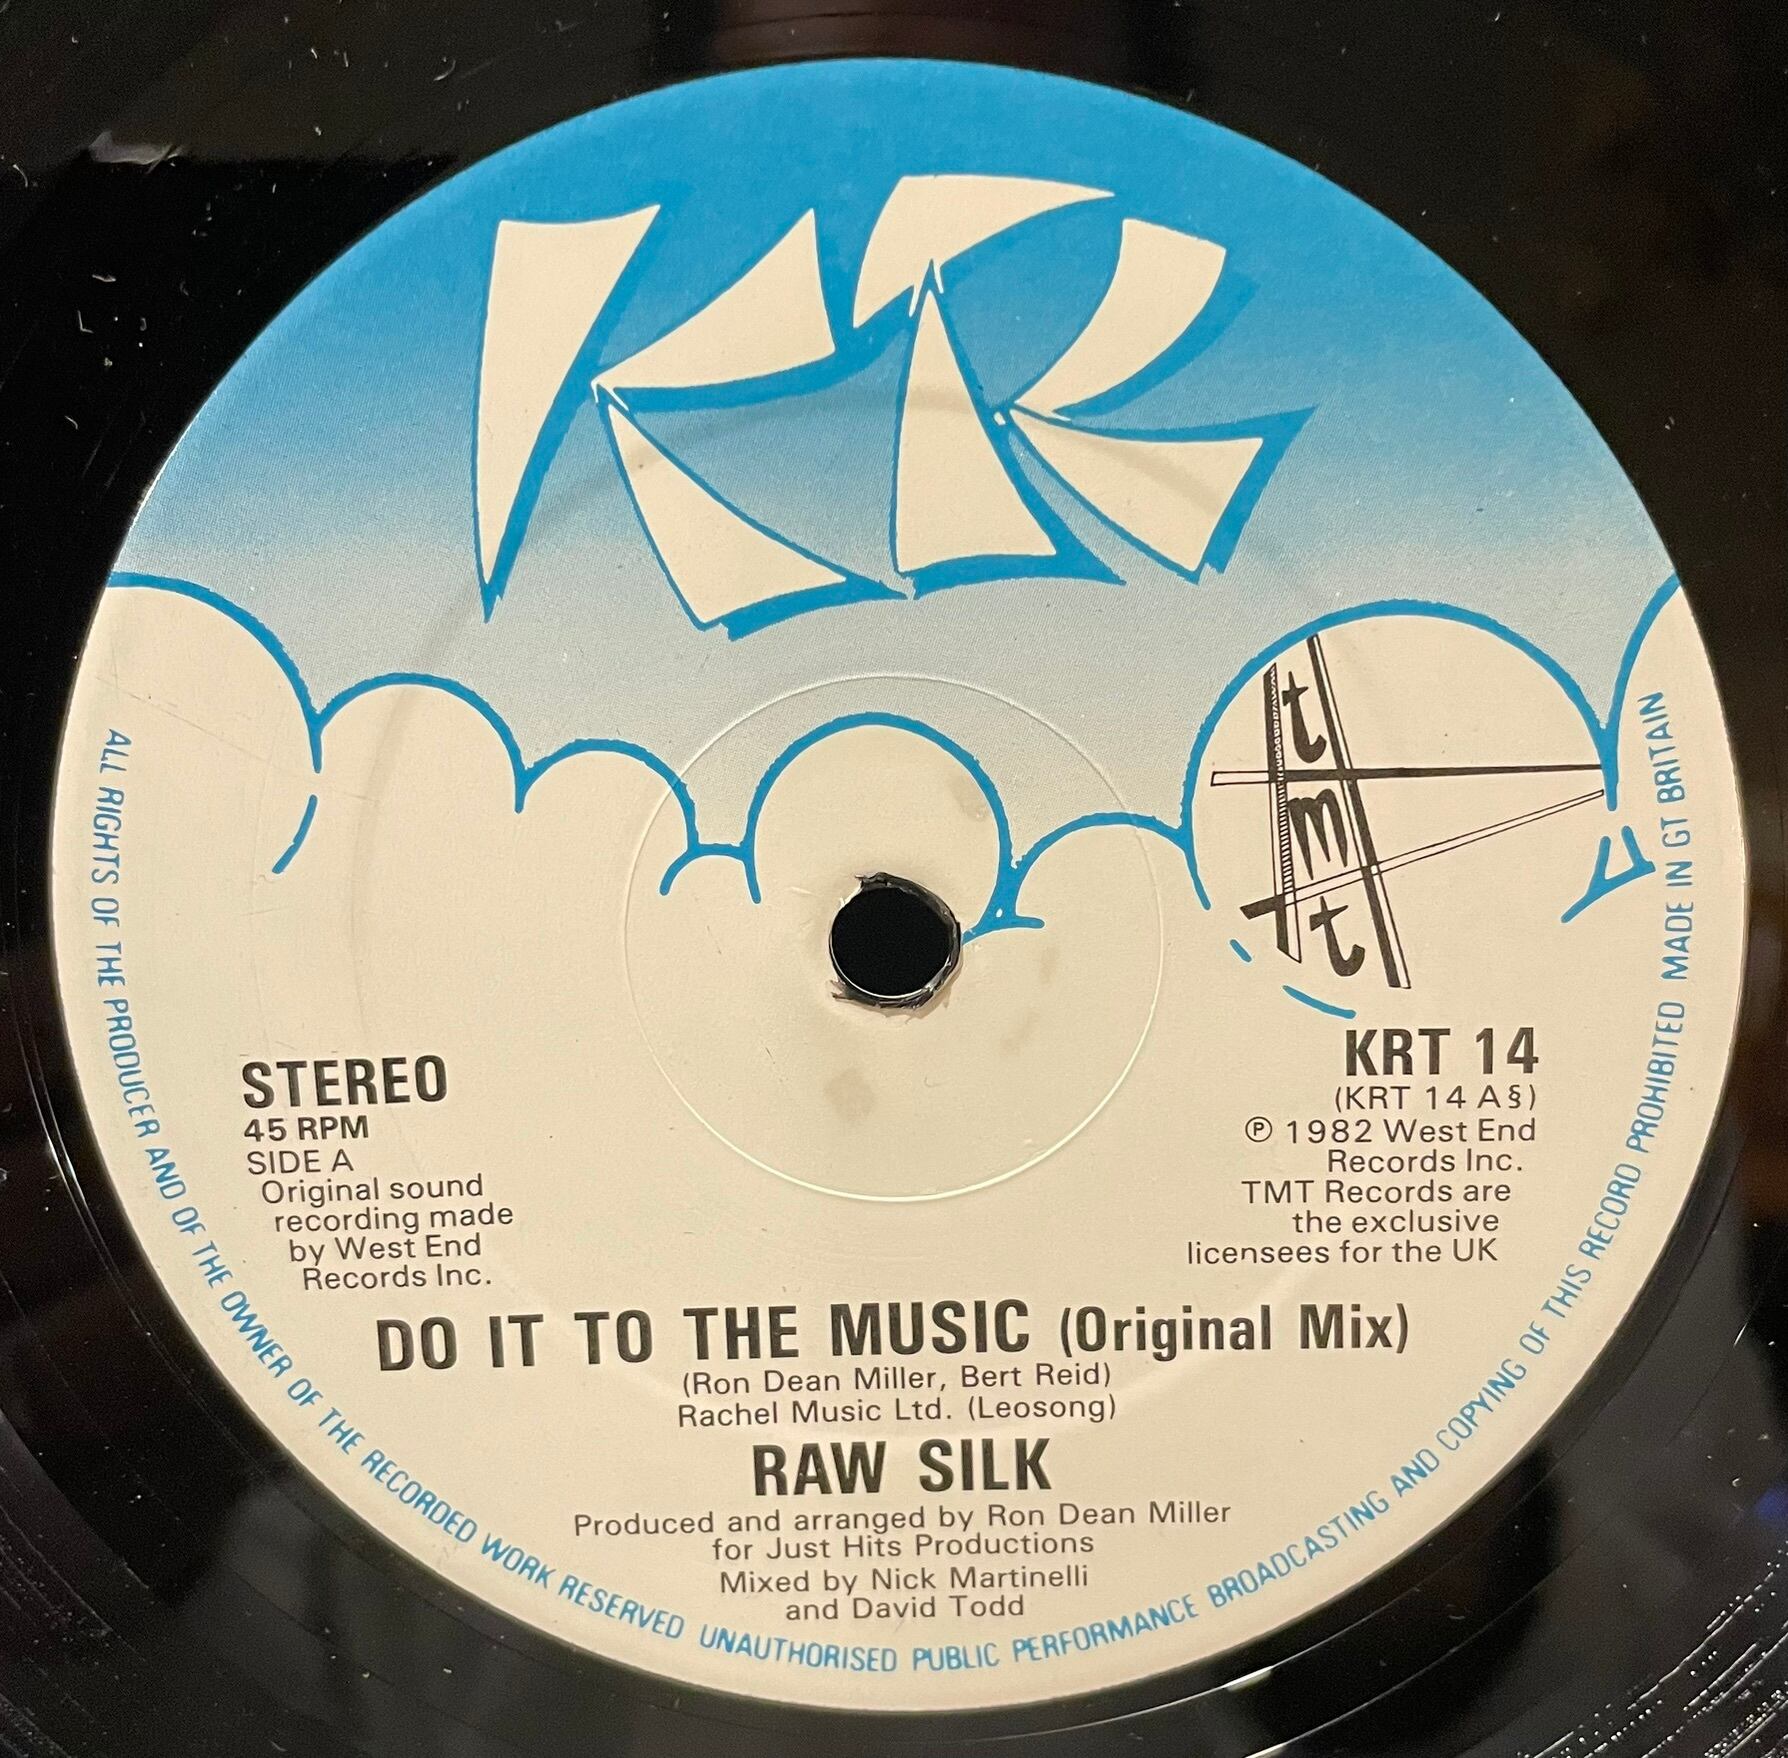 KR
tmt
STEREO
45 RPM
SIDE A
Original sound
recording made
by West End
Records Inc.
KRT 14
(KRT 14 A§)
℗ 1982 West End
Records Inc.
TMT Records are
the exclusive
licensees for the UK
DO IT TO THE MUSIC (Original Mix)
(Ron Dean Miller, Bert Reid)
Rachel Music Ltd. (Leosong)
RAW SILK
Produced and arranged by Ron Dean Miller
for Just Hits Productions
Mixed by Nick Martinelli
and David Todd
ALL RIGHTS OF THE PRODUCER AND OF THE OWNER OF THE RECORDED WORK RESERVED UNAUTHORISED PUBLIC PERFORMANCE BROADCASTING AND COPYING OF THIS RECORD PROHIBITED MADE IN GT BRITAIN